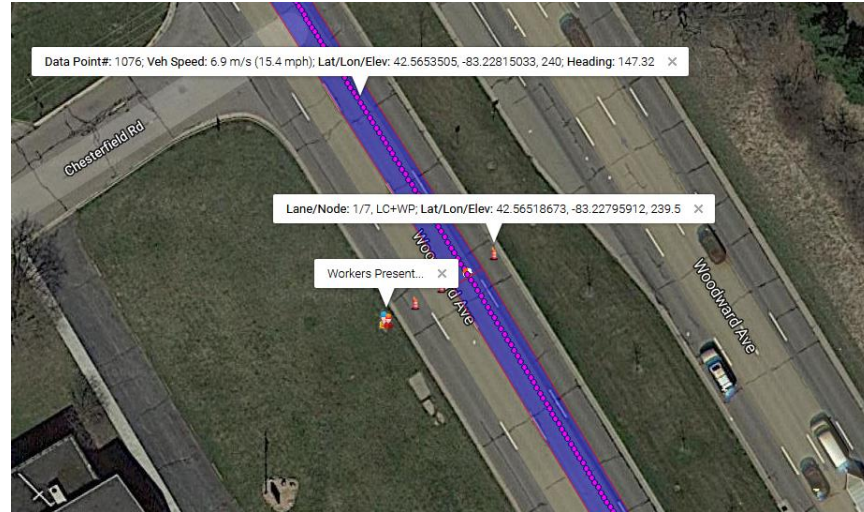 Data Point#: 1076; Veh Speed: 6.9 m/s (15.4 mph); Lat/Lon/Elev: 42.5653505, -83.22815033, 240; Heading: 147.32 ×
Chesterfield Rd
Lane/Node: 1/7, LC+WP; Lat/Lon/Elev: 42.56518673, -83.22795912, 239.5 ×
Workers Present... ×
Woodward Ave